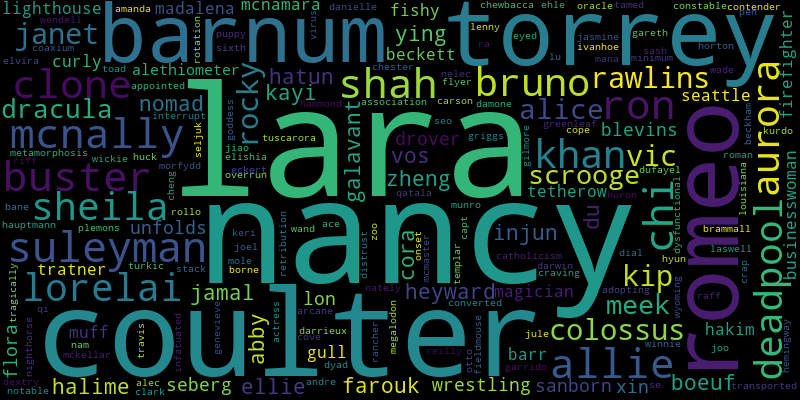 lighthouse
wendell
amanda
madalena
mcnamara
danielle
fishy
chewbacca
ehle
oracle
tamed
constable
contender
janet
coaxium
barnum
virus
ying
torrey
pen
curly
rotation
puppy
sixth
beckett
lenny
eyed
jasmine
ivanhoe
gareth
sash
horton
firefighter
elvira
toad
alethiometer
ra
lu
mana
minimum
wade
clone
appointed
rocky
hatun
chester
shah
nelec
flyer
bruno
rawlins
seattle
dracula
nomad
kayi
hammond
association
carson
damone
alice
ron
beckham
aurora
mcnally
interrupt
seljuk
goddess
lara
galavant
tuscarora
seo
drover
griggs
gilmore
greenleaf
cope
blevins
roman
kurdo
metamorphosis
wickie
huck
morfydd
jiao
elishia
eckert
overrun
vos
zheng
khan
vic
dufayel
louisiana
buster
riff
cheng
qatala
scrooge
tetherow
huron
chi
dysfunctional
romeo
businesswoman
bane
sheila
rollo
wand
ace
nancy
munro
du
hauptmann
plemons
unfolds
keri
joel
retribution
zoo
cora
onset
capt
injun
catholicism
dial
brammall
laswell
suleyman
turkic
stack
mole
borne
distrust
mcmaster
templar
darwin
craving
hyun
crap
deadpool
tragically
tratner
lorelai
jamal
lon
nately
heyward
magician
adopting
kip
wyoming
raff
hemingway
flora
qi
nighthorse
coulter
travis
infatuated
genevieve
abby
actress
arcane
cove
converted
megalodon
meek
muff
nam
mckellar
darrieux
gull
dyad
rancher
reilly
otto
fieldmouse
jule
barr
colossus
winnie
hakim
joo
dextry
notable
halime
alec
clark
seberg
ellie
andre
farouk
wrestling
garrido
sanborn
allie
xin
se
boeuf
transported